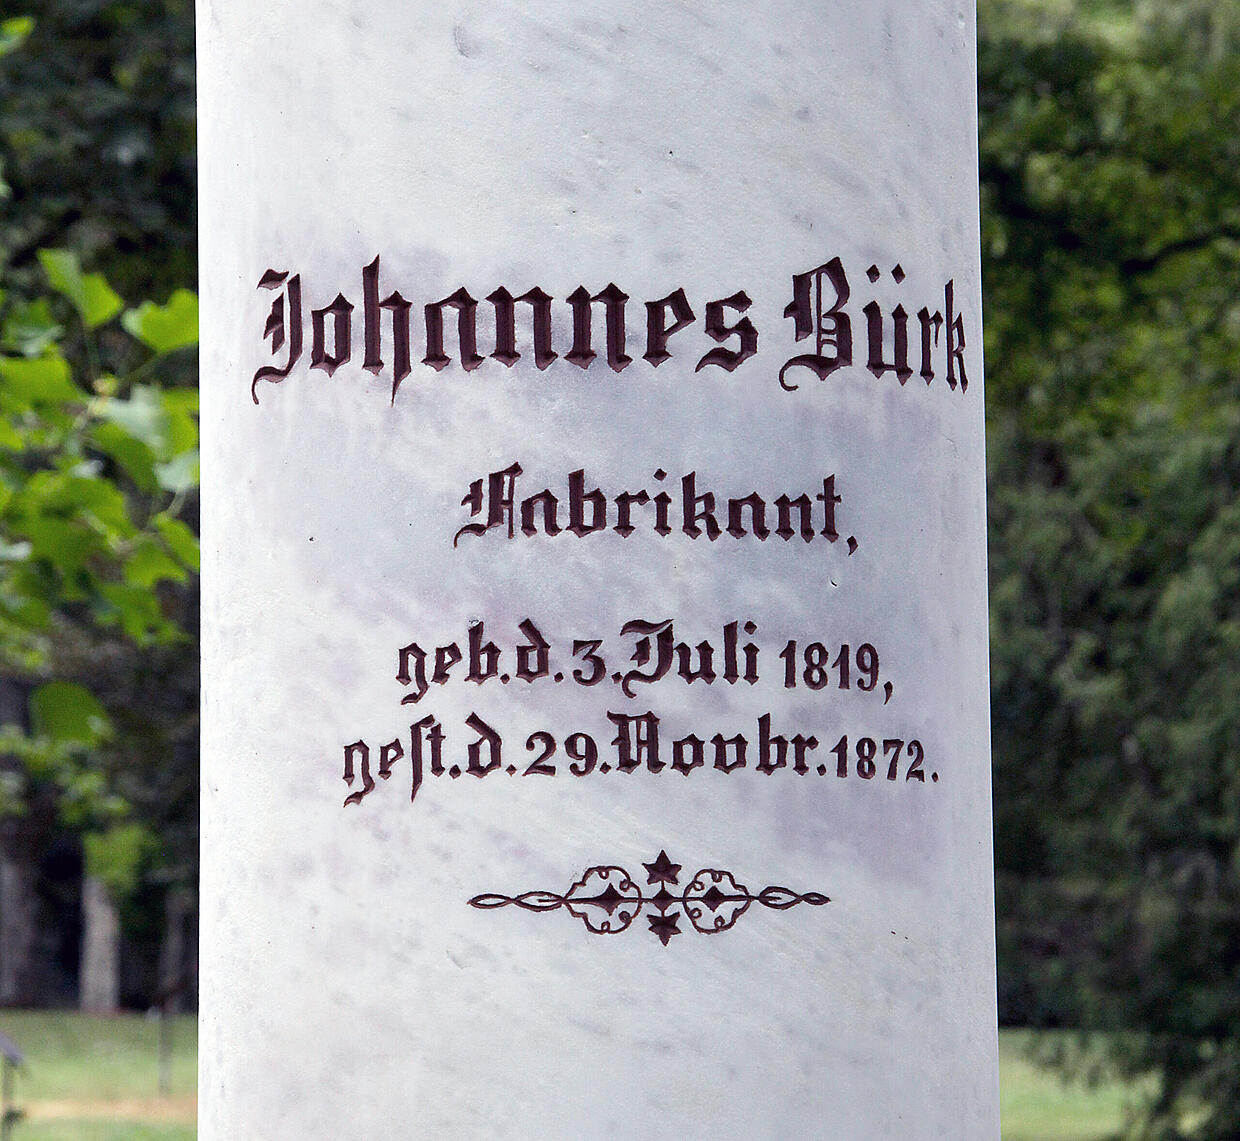 Johannes Bürk
Fabrikant,
geb. d. 3. Juli 1819,
gest. d. 29. Novbr. 1872.